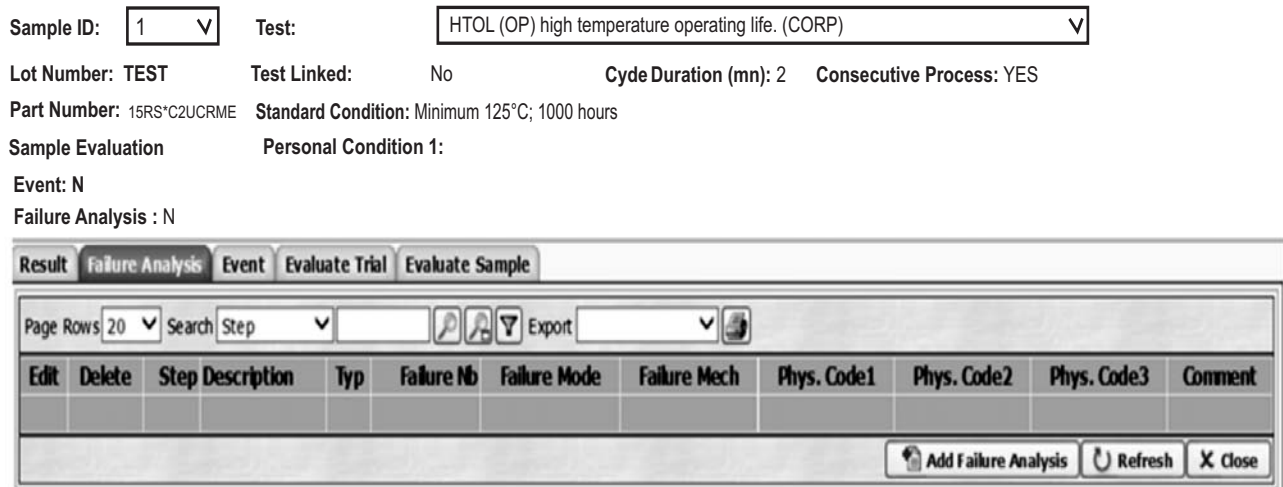 Sample ID: 1 Test: HTOL (OP) high temperature operating life. (CORP)
Lot Number: TEST Test Linked: No Cyde Duration (mn): 2 Consecutive Process: YES
Part Number: 15RS*C2UCRME Standard Condition: Minimum 125°C; 1000 hours
Sample Evaluation Personal Condition 1:
Event: N
Failure Analysis : N
Result Failure Analysis Event Evaluate Trial Evaluate Sample
Page Rows 20 Search Step Export
Edit Delete Step Description Typ Failure Nb Failure Mode Failure Mech Phys. Code1 Phys. Code2 Phys. Code3 Comment
Add Failure Analysis Refresh X Close